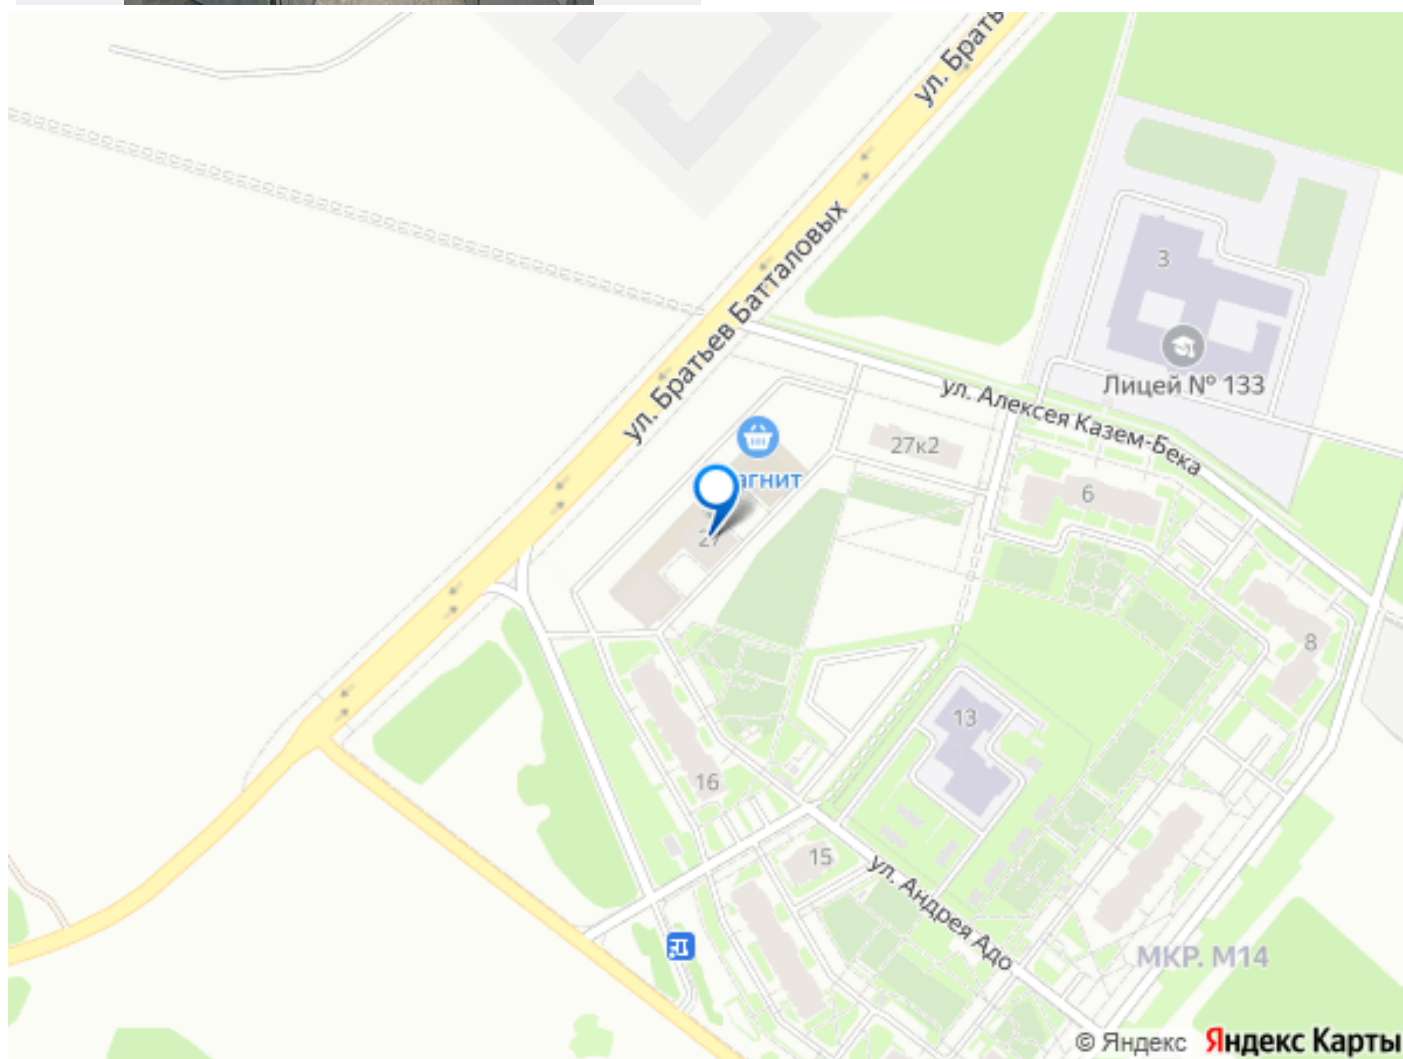 ул. Брать
ул. Братьев Батталовых
3
Лицей № 133
ул. Алексея Казем-Бека
27к2
агнит
6
27
8
13
16
15
ул. Андрея Адо
МКР. М14
© Яндекс Яндекс Карты